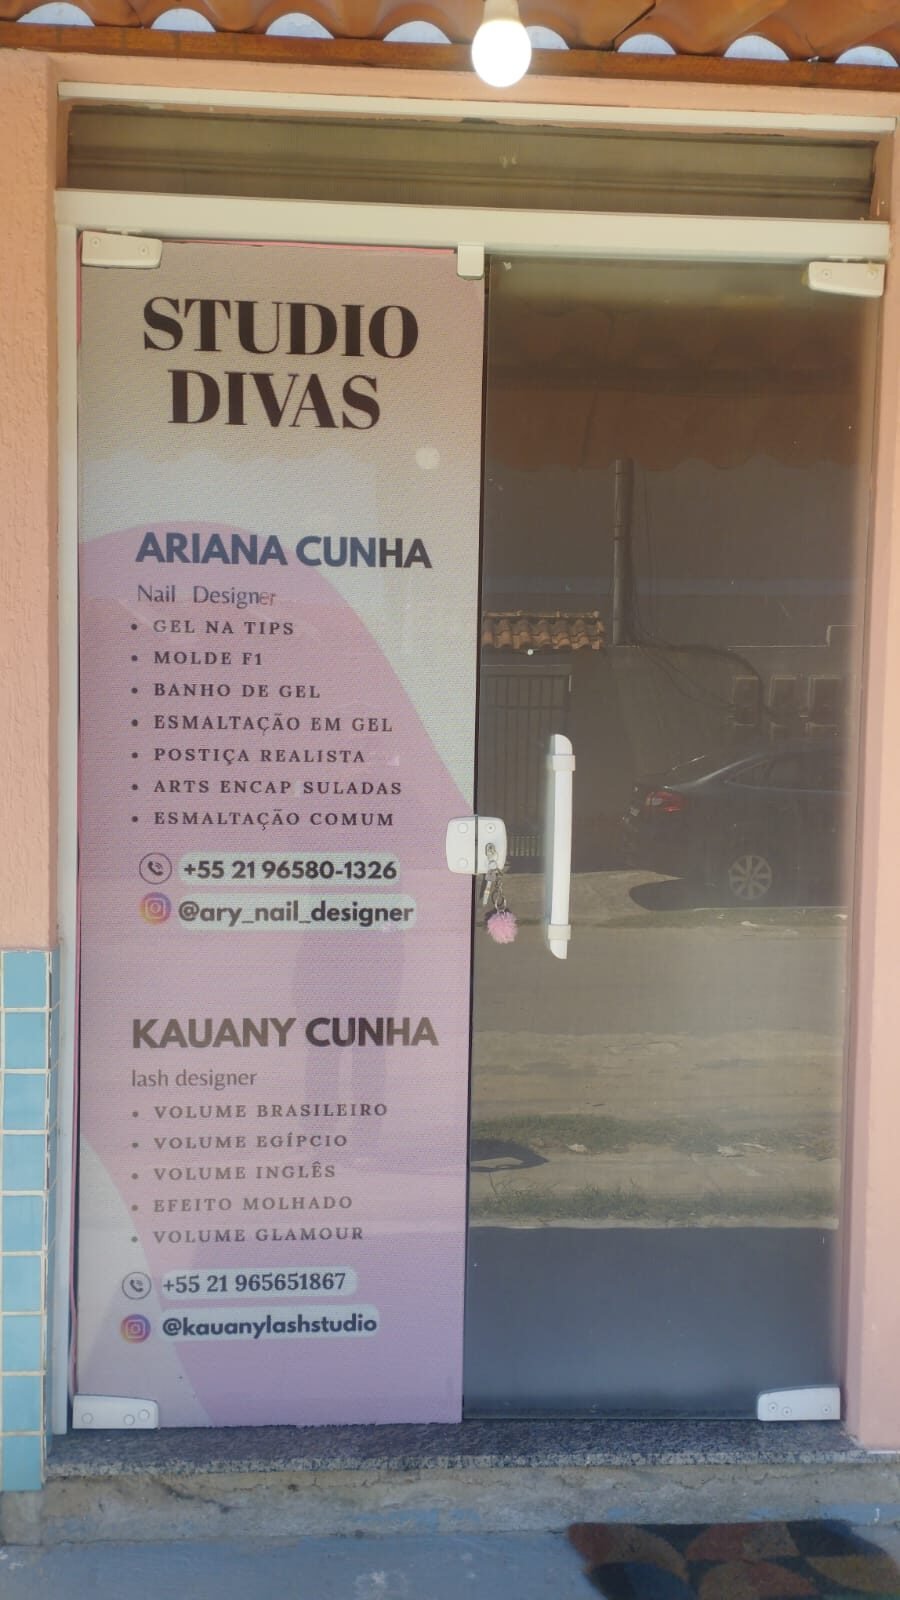 STUDIO
DIVAS
ARIANA CUNHA
Nail Designer
• GEL NA TIPS
• MOLDE F1
• BANHO DE GEL
• ESMALTAÇÃO EM GEL
• POSTIÇA REALISTA
• ARTS ENCAP SULADAS
• ESMALTAÇÃO COMUM
+55 21 96580-1326
@ary_nail_designer
KAUANY CUNHA
lash designer
• VOLUME BRASILEIRO
• VOLUME EGÍPCIO
• VOLUME INGLÊS
• EFEITO MOLHADO
• VOLUME GLAMOUR
+55 21 965651867
@kauanylashstudio